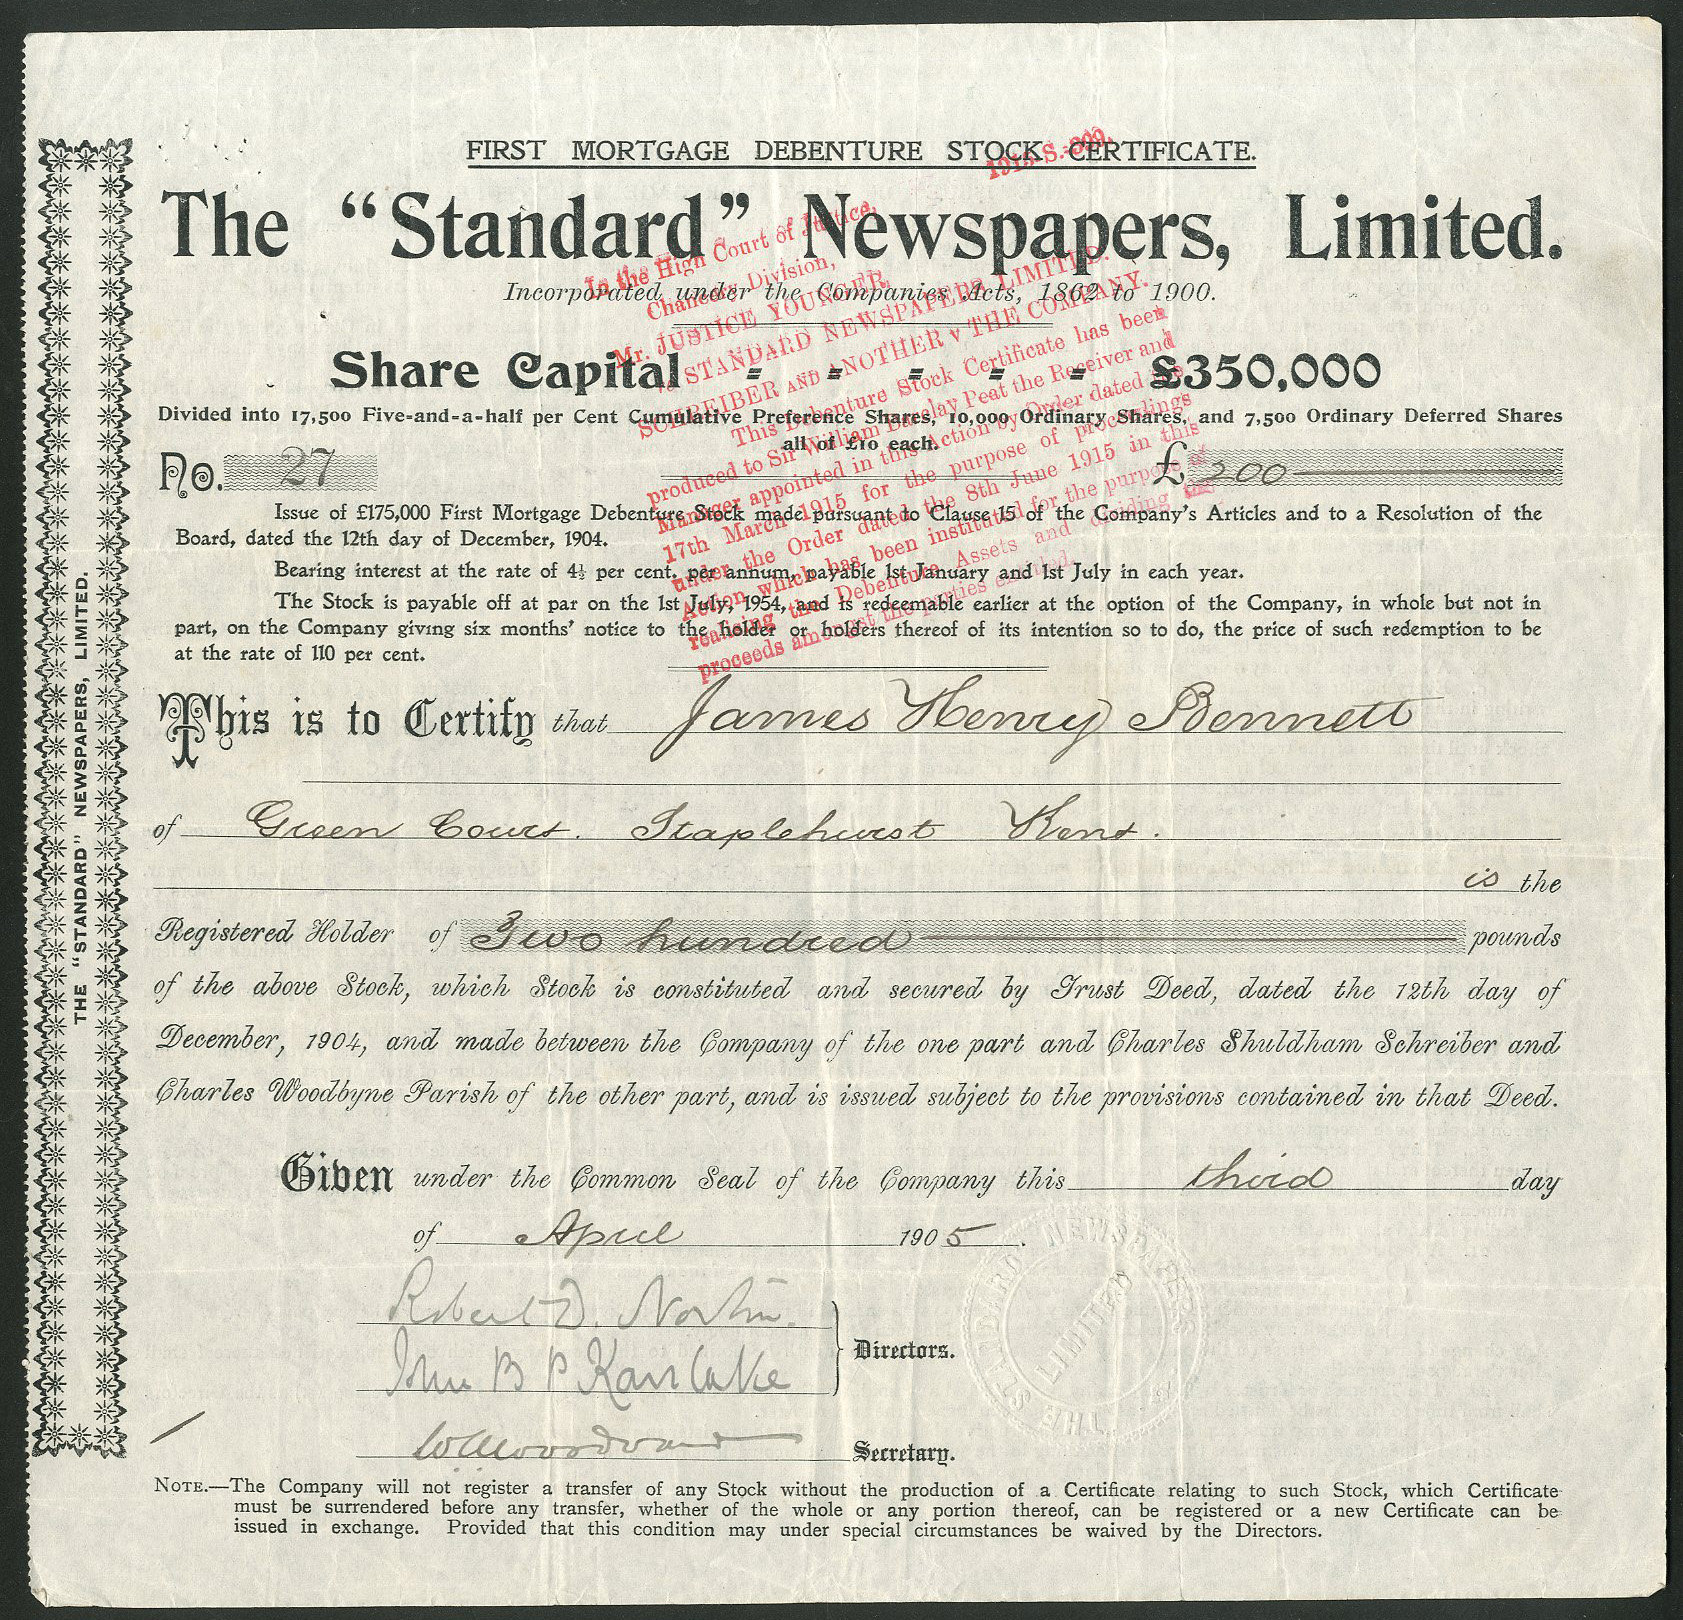 FIRST MORTGAGE DEBENTURE STOCK CERTIFICATE.
The “Standard” Newspapers, Limited.
Incorporated under the Companies Acts, 1862 to 1900.
Share Capital - - - - - £350,000
Divided into 17,500 Five-and-a-half per Cent Cumulative Preference Shares, 10,000 Ordinary Shares, and 7,500 Ordinary Deferred Shares
all of £10 each.
No. 27 £ 200
Issue of £175,000 First Mortgage Debenture Stock made pursuant to Clause 15 of the Company's Articles and to a Resolution of the
Board, dated the 12th day of December, 1904.
Bearing interest at the rate of 4½ per cent. per annum, payable 1st January and 1st July in each year.
The Stock is payable off at par on the 1st July, 1954, and is redeemable earlier at the option of the Company, in whole but not in
part, on the Company giving six months' notice to the holder or holders thereof of its intention so to do, the price of such redemption to be
at the rate of 110 per cent.
In the High Court of Justice,
Chancery Division,
Mr. JUSTICE YOUNGER,
STANDARD NEWSPAPERS LIMITED.
SCHREIBER AND ANOTHER v THE COMPANY.
This Debenture Stock Certificate has been
produced to Sir William Barclay Peat the Receiver and
Manager appointed in this Action by Order dated the
17th March 1915 for the purpose of proceedings
under the Order dated the 8th June 1915 in this
Action which has been instituted for the purpose of
realising the Debenture Assets and dividing the
proceeds amongst the parties entitled.
This is to Certify that James Henry Bennett
of Green Court. Staplehurst Kent.
is the
Registered Holder of Two hundred pounds
of the above Stock, which Stock is constituted and secured by Trust Deed, dated the 12th day of
December, 1904, and made between the Company of the one part and Charles Shuldham Schreiber and
Charles Woodbyne Parish of the other part, and is issued subject to the provisions contained in that Deed.
Given under the Common Seal of the Company this third day
of April 1905.
Robert D. Norton.
John B P Karslake
Directors.
W Woodward
Secretary.
THE STANDARD NEWSPAPERS
LIMITED
NOTE.—The Company will not register a transfer of any Stock without the production of a Certificate relating to such Stock, which Certificate
must be surrendered before any transfer, whether of the whole or any portion thereof, can be registered or a new Certificate can be
issued in exchange. Provided that this condition may under special circumstances be waived by the Directors.
THE “STANDARD” NEWSPAPERS, LIMITED.